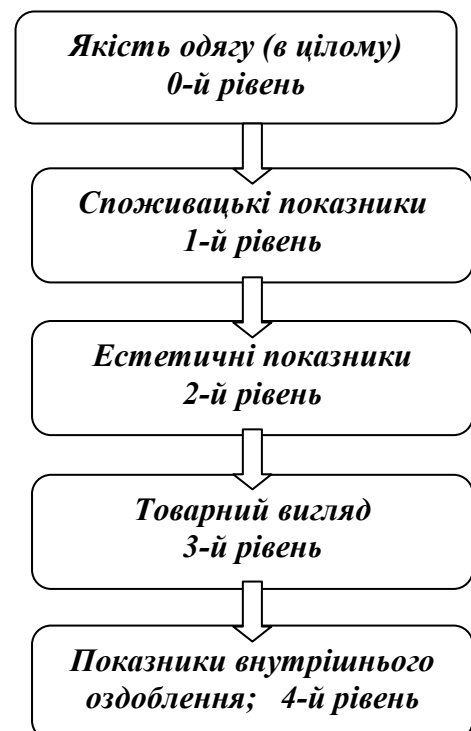 Якість одягу (в цілому)
0-й рівень
Споживацькі показники
1-й рівень
Естетичні показники
2-й рівень
Товарний вигляд
3-й рівень
Показники внутрішнього
оздоблення; 4-й рівень